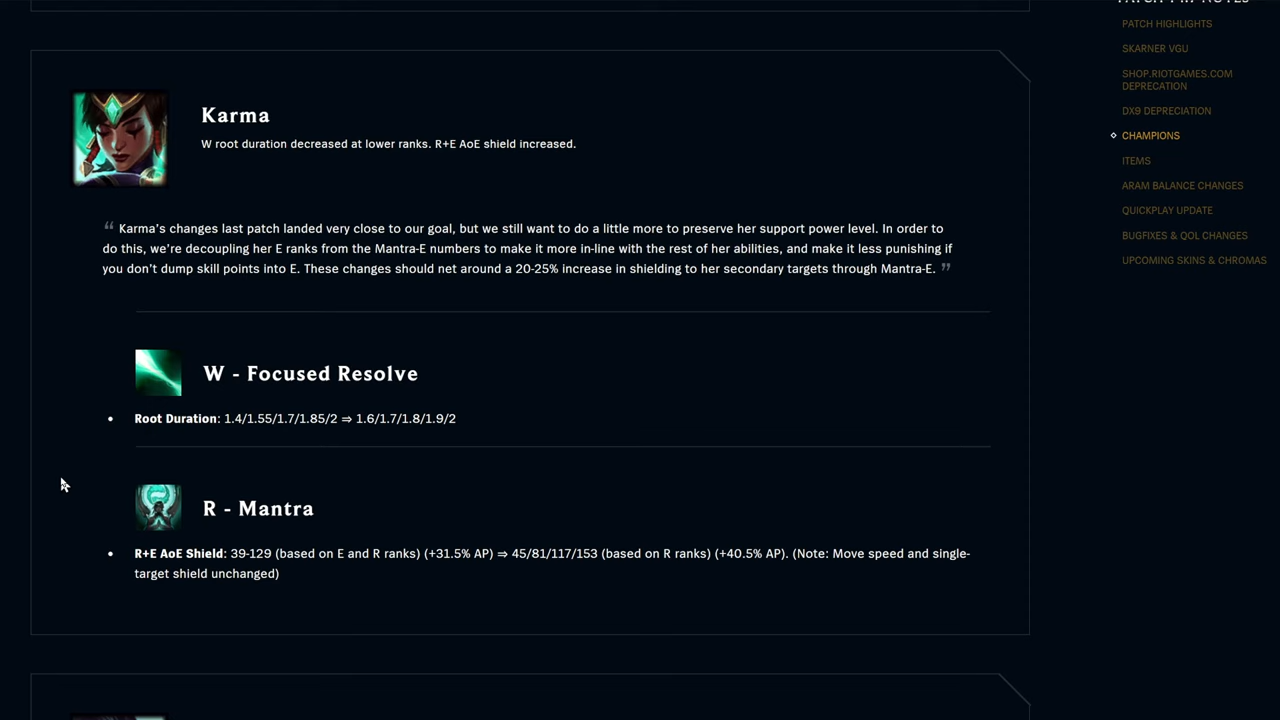 PATCH HIGHLIGHTS
SKARNER VGU
SHOP.RIOTGAMES.COM
DEPRECATION
DX9 DEPRECIATION
CHAMPIONS
ITEMS
ARAM BALANCE CHANGES
QUICKPLAY UPDATE
BUGFIXES & QOL CHANGES
UPCOMING SKINS & CHROMAS
Karma
W root duration decreased at lower ranks. R+E AoE shield increased.
“ Karma’s changes last patch landed very close to our goal, but we still want to do a little more to preserve her support power level. In order to
do this, we’re decoupling her E ranks from the Mantra-E numbers to make it more in-line with the rest of her abilities, and make it less punishing if
you don’t dump skill points into E. These changes should net around a 20-25% increase in shielding to her secondary targets through Mantra-E. ”
W - Focused Resolve
• Root Duration: 1.4/1.55/1.7/1.85/2 ⇒ 1.6/1.7/1.8/1.9/2
R - Mantra
• R+E AoE Shield: 39-129 (based on E and R ranks) (+31.5% AP) ⇒ 45/81/117/153 (based on R ranks) (+40.5% AP). (Note: Move speed and single-
target shield unchanged)